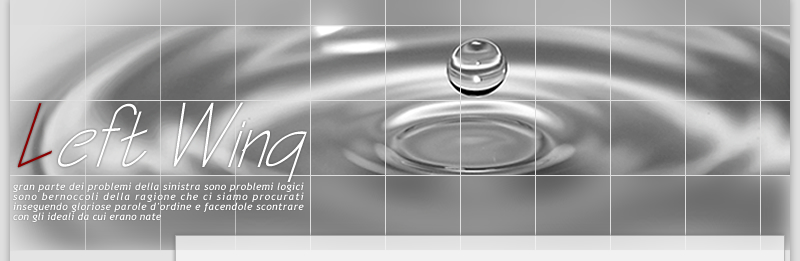 Left Wing
gran parte dei problemi della sinistra sono problemi logici
sono bernoccoli della ragione che ci siamo procurati
inseguendo gloriose parole d'ordine e facendole scontrare
con gli ideali da cui erano nate